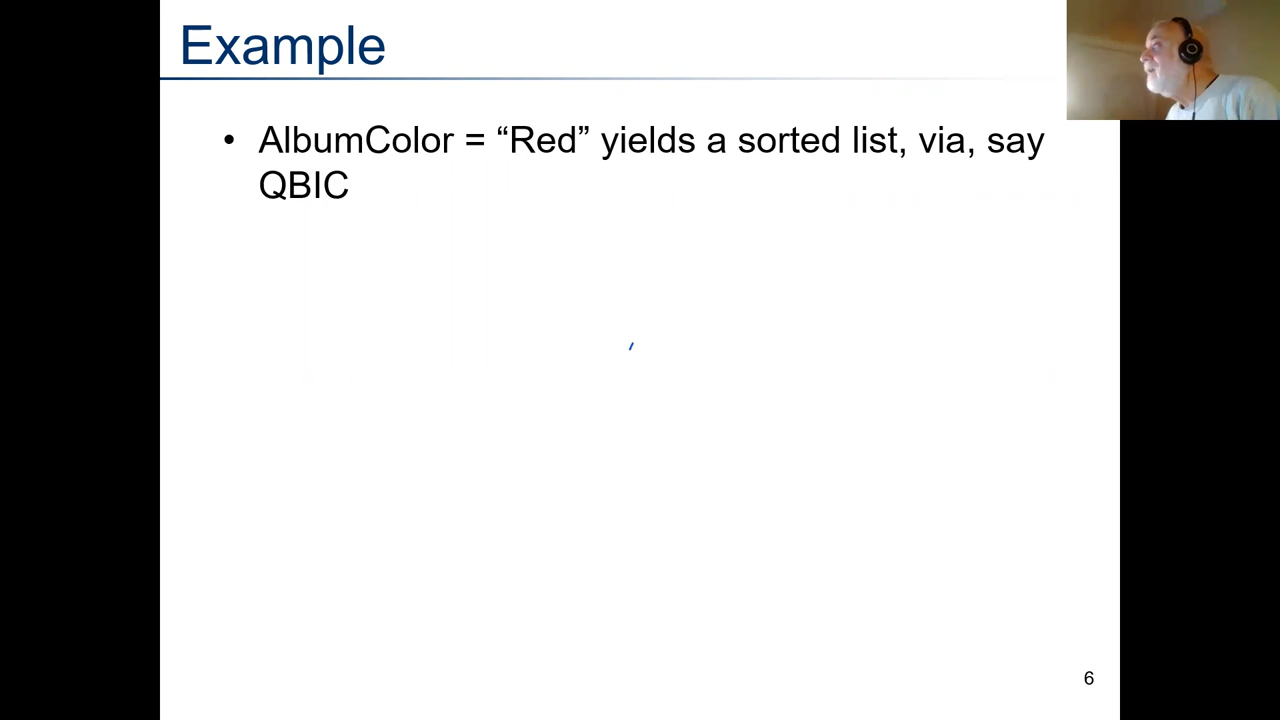 Example
• AlbumColor = “Red” yields a sorted list, via, say
QBIC
6